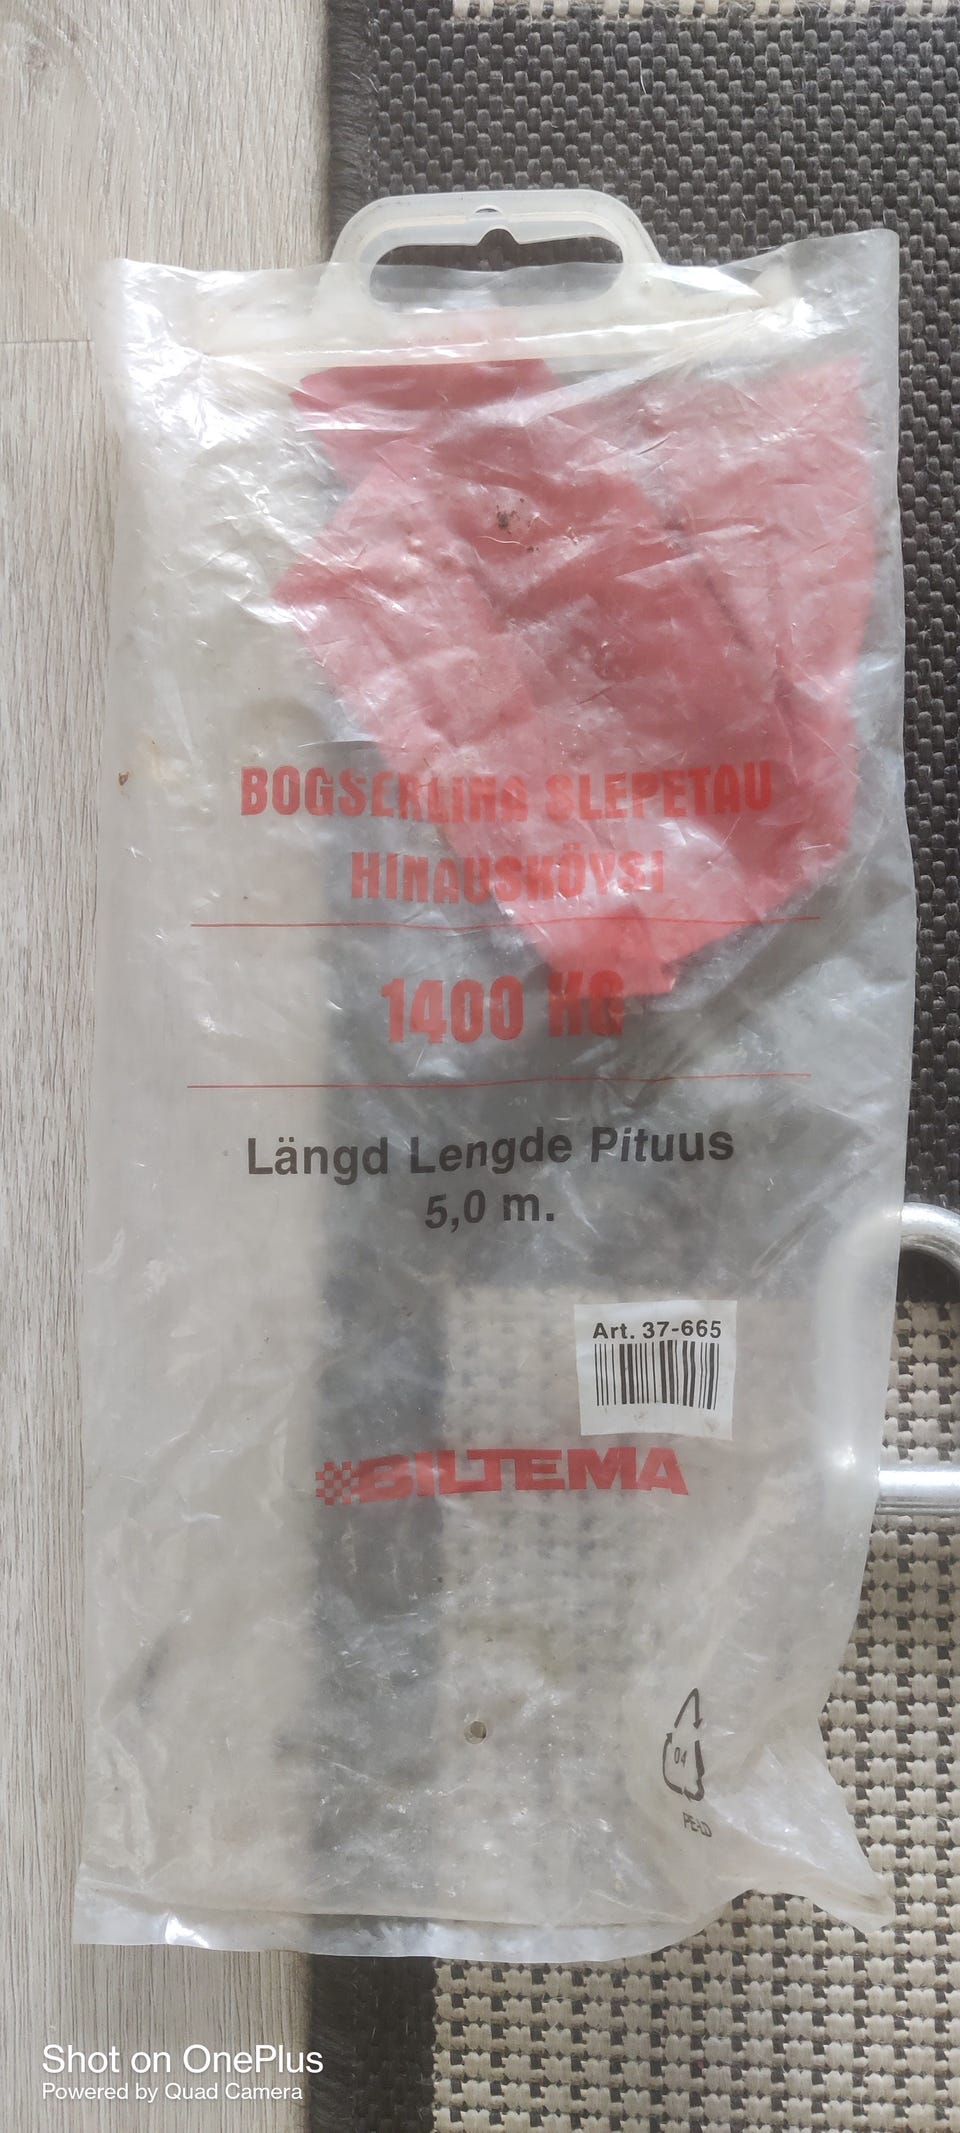 BOGSERLINA SLEPETAU
HINAUSKÖYSI
1400 KG
Längd Lengde Pituus
5,0 m.
Art. 37-665
BILTEMA
04
PE-LD
Shot on OnePlus
Powered by Quad Camera